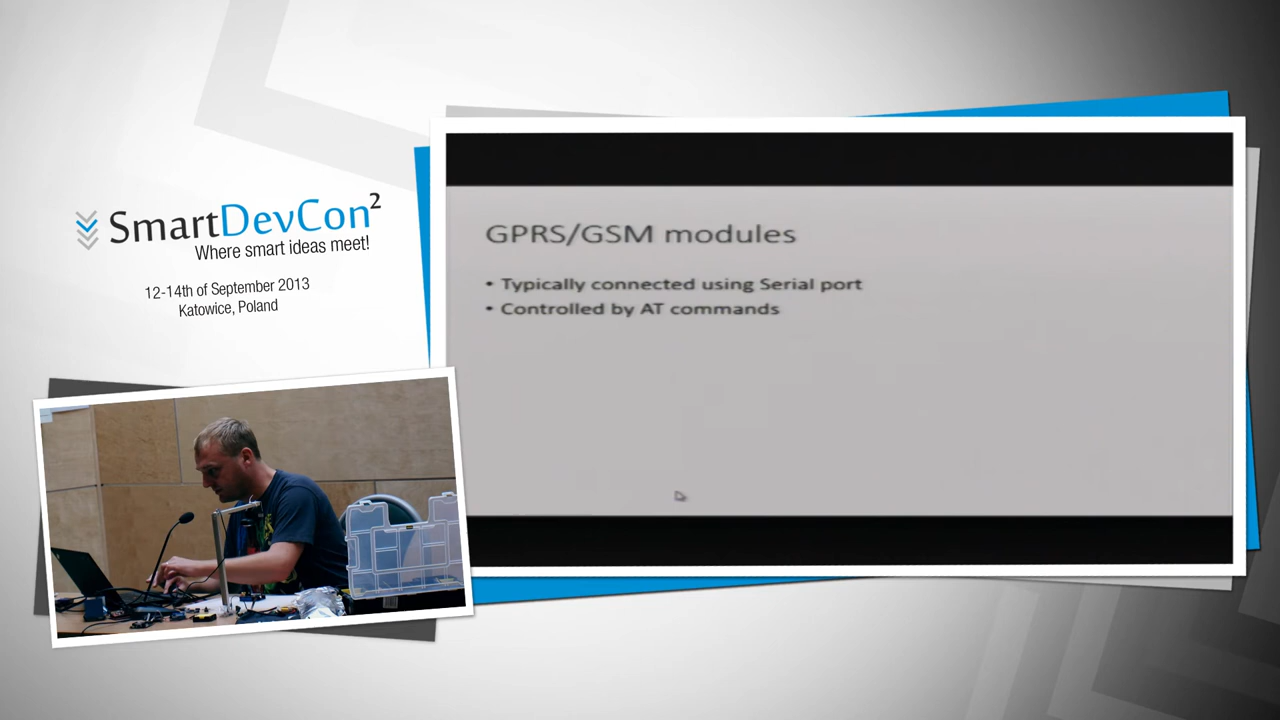 SmartDevCon²
Where smart ideas meet!
12-14th of September 2013
Katowice, Poland
GPRS/GSM modules
• Typically connected using Serial port
• Controlled by AT commands